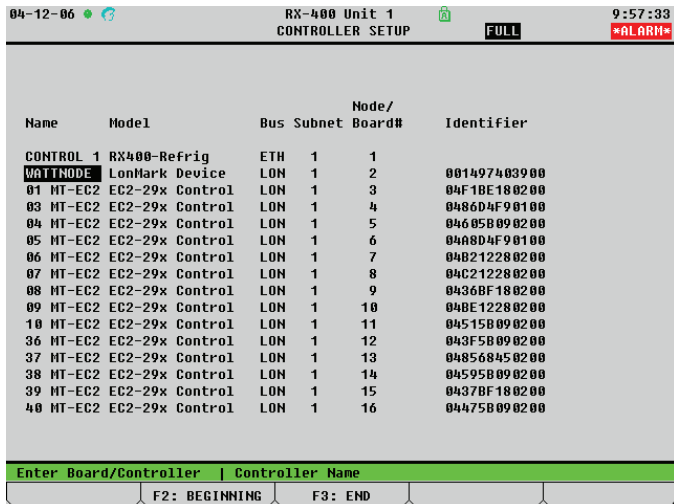 04-12-06 RX-400 Unit 1 9:57:33
CONTROLLER SETUP FULL *ALARM*
Node/
Name Model Bus Subnet Board# Identifier
CONTROL 1 RX400-Refrig ETH 1 1
WATTNODE LonMark Device LON 1 2 001497403900
01 MT-EC2 EC2-29x Control LON 1 3 04F1BE180200
03 MT-EC2 EC2-29x Control LON 1 4 0486D4F90100
04 MT-EC2 EC2-29x Control LON 1 5 04605B090200
05 MT-EC2 EC2-29x Control LON 1 6 04A8D4F90100
06 MT-EC2 EC2-29x Control LON 1 7 04B212280200
07 MT-EC2 EC2-29x Control LON 1 8 04C212280200
08 MT-EC2 EC2-29x Control LON 1 9 0436BF180200
09 MT-EC2 EC2-29x Control LON 1 10 04BE12280200
10 MT-EC2 EC2-29x Control LON 1 11 04515B090200
36 MT-EC2 EC2-29x Control LON 1 12 043F5B090200
37 MT-EC2 EC2-29x Control LON 1 13 048568450200
38 MT-EC2 EC2-29x Control LON 1 14 04595B090200
39 MT-EC2 EC2-29x Control LON 1 15 0437BF180200
40 MT-EC2 EC2-29x Control LON 1 16 04475B090200
Enter Board/Controller | Controller Name
F2: BEGINNING F3: END